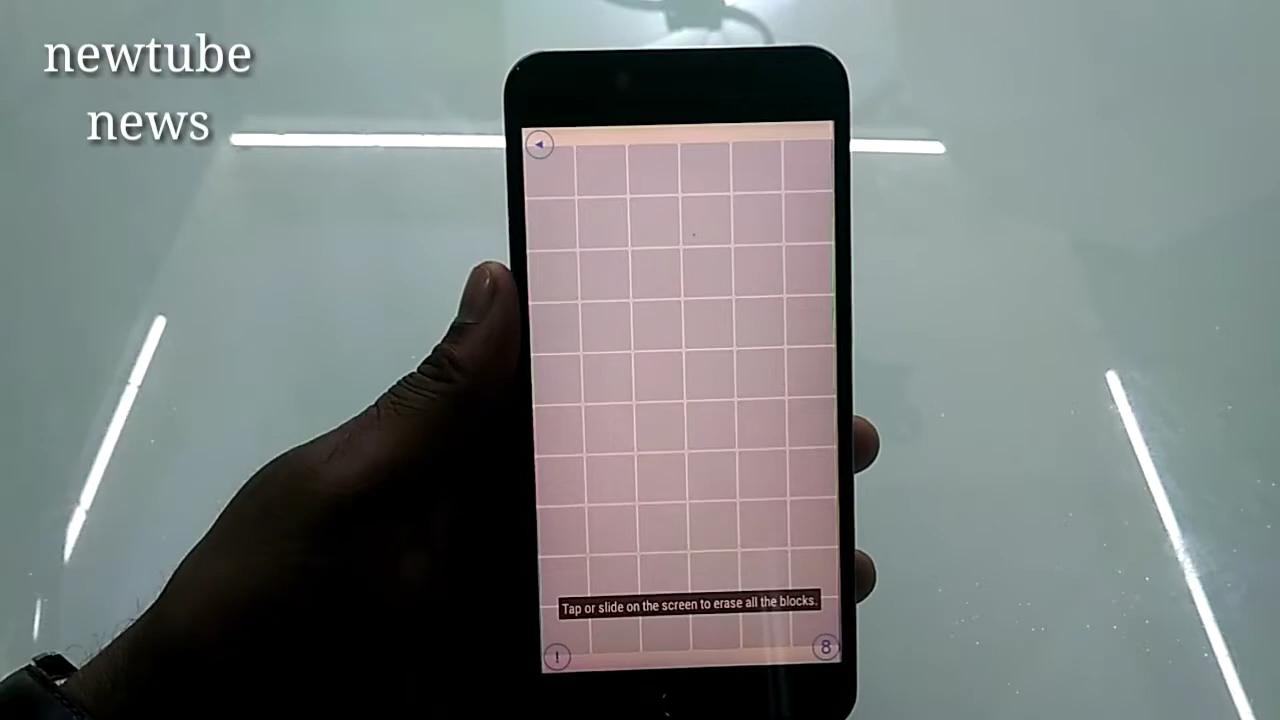 newtube
news
Tap or slide on the screen to erase all the blocks.
!
8